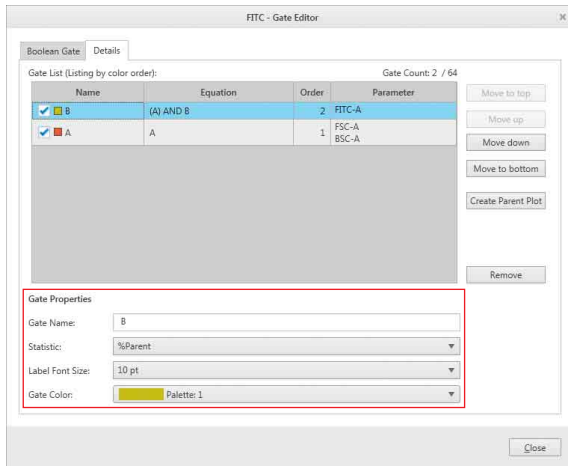 FITC - Gate Editor
Boolean Gate Details
Gate List (Listing by color order): Gate Count: 2 / 64
Name Equation Order Parameter
B (A) AND B 2 FITC-A
A A 1 FSC-A
BSC-A
Move to top
Move up
Move down
Move to bottom
Create Parent Plot
Remove
Gate Properties
Gate Name: B
Statistic: %Parent
Label Font Size: 10 pt
Gate Color: Palette: 1
Close